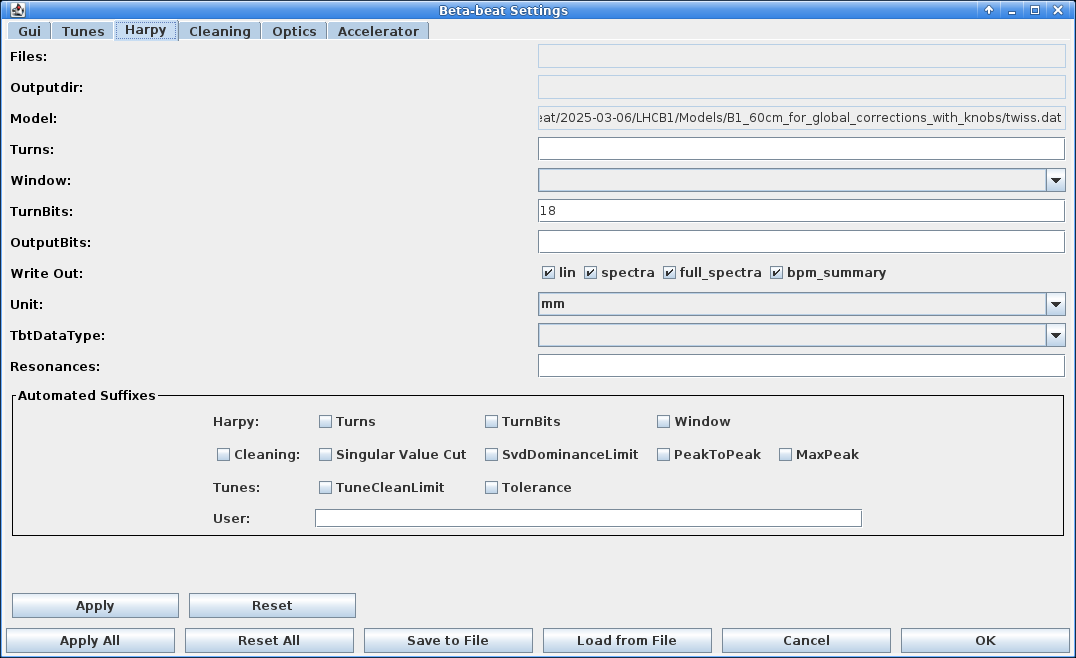 Beta-beat Settings
Gui Tunes Harpy Cleaning Optics Accelerator
Files:
Outputdir:
Model: eat/2025-03-06/LHCB1/Models/B1_60cm_for_global_corrections_with_knobs/twiss.dat
Turns:
Window:
TurnBits: 18
OutputBits:
Write Out: lin spectra full_spectra bpm_summary
Unit: mm
TbtDataType:
Resonances:
Automated Suffixes
Harpy: Turns TurnBits Window
Cleaning: Singular Value Cut SvdDominanceLimit PeakToPeak MaxPeak
Tunes: TuneCleanLimit Tolerance
User:
Apply Reset
Apply All Reset All Save to File Load from File Cancel OK